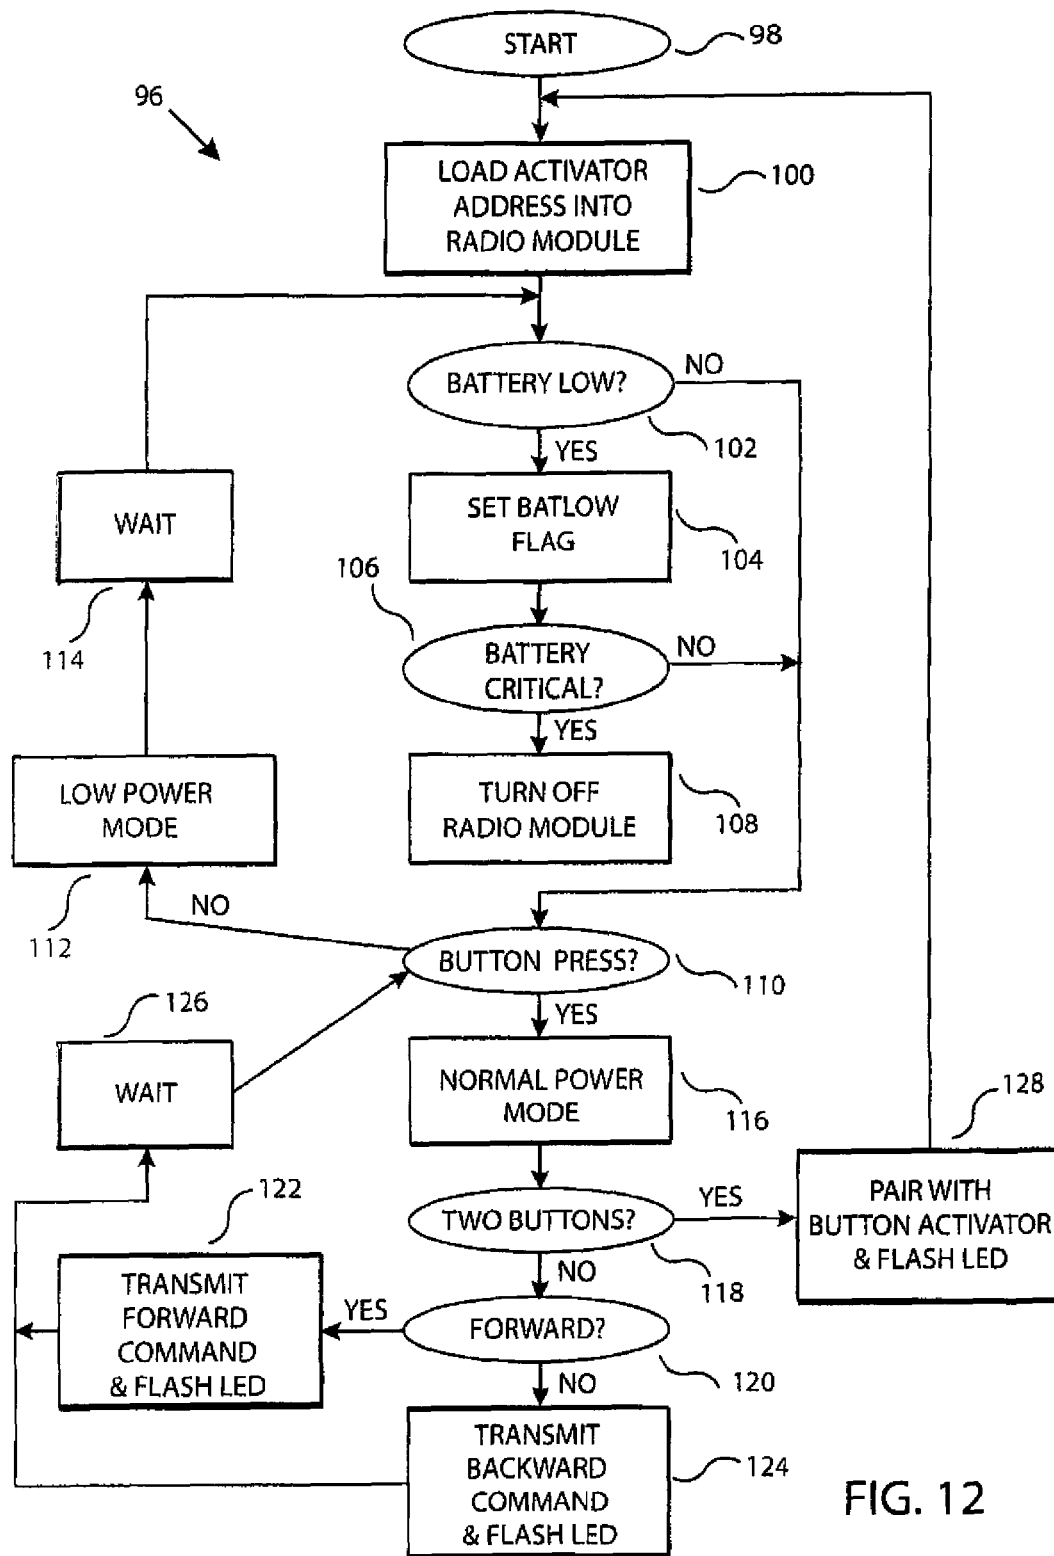 START
98
96
LOAD ACTIVATOR
ADDRESS INTO
RADIO MODULE
100
BATTERY LOW?
NO
102
YES
WAIT
114
SET BATLOW
FLAG
104
106
BATTERY
CRITICAL?
NO
YES
LOW POWER
MODE
112
TURN OFF
RADIO MODULE
108
NO
BUTTON PRESS?
110
YES
126
WAIT
NORMAL POWER
MODE
116
128
TWO BUTTONS?
YES
118
NO
PAIR WITH
BUTTON ACTIVATOR
& FLASH LED
122
TRANSMIT
FORWARD
COMMAND
& FLASH LED
YES
FORWARD?
120
NO
TRANSMIT
BACKWARD
COMMAND
& FLASH LED
124
FIG. 12